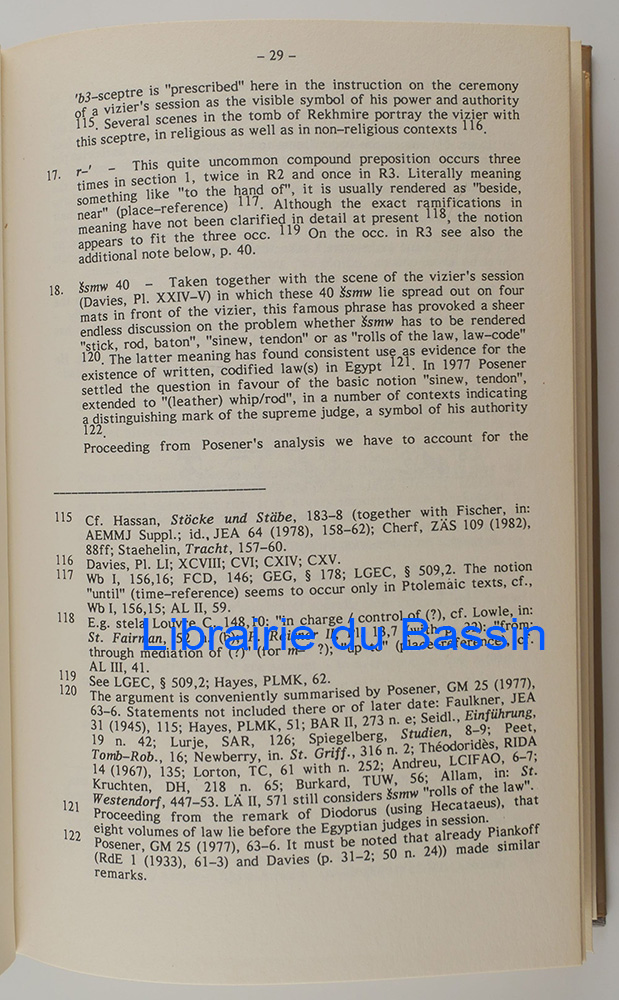 – 29 –
'b3–sceptre is "prescribed" here in the instruction on the ceremony
of a vizier's session as the visible symbol of his power and authority
115. Several scenes in the tomb of Rekhmire portray the vizier with
this sceptre, in religious as well as in non–religious contexts 116.
17. r–' – This quite uncommon compound preposition occurs three
times in section 1, twice in R2 and once in R3. Literally meaning
something like "to the hand of", it is usually rendered as "beside,
near" (place–reference) 117. Although the exact ramifications in
meaning have not been clarified in detail at present 118, the notion
appears to fit the three occ. 119 On the occ. in R3 see also the
additional note below, p. 40.
18. šsmw 40 – Taken together with the scene of the vizier's session
(Davies, Pl. XXIV–V) in which these 40 šsmw lie spread out on four
mats in front of the vizier, this famous phrase has provoked a sheer
endless discussion on the problem whether šsmw has to be rendered
"stick, rod, baton", "sinew, tendon" or as "rolls of the law, law–code"
120. The latter meaning has found consistent use as evidence for the
existence of written, codified law(s) in Egypt 121. In 1977 Posener
settled the question in favour of the basic notion "sinew, tendon",
extended to "(leather) whip/rod", in a number of contexts indicating
a distinguishing mark of the supreme judge, a symbol of his authority
122.
Proceeding from Posener's analysis we have to account for the
115 Cf. Hassan, Stöcke und Stäbe, 183–8 (together with Fischer, in:
AEMMJ Suppl.; id., JEA 64 (1978), 158–62); Cherf, ZÄS 109 (1982),
88ff; Staehelin, Tracht, 157–60.
116 Davies, Pl. LI; XCVIII; CVI; CXIV; CXV.
117 Wb I, 156,16; FCD, 146; GEG, § 178; LGEC, § 509,2. The notion
"until" (time–reference) seems to occur only in Ptolemaic texts, cf.,
Wb I, 156,15; AL II, 59.
118 E.g. stela Louvre C. 148,10: "in charge / control of (?), cf. Lowle, in:
St. Fairman, 52
through mediation of (?)" (for m– ?);
AL III, 41.
119 See LGEC, § 509,2; Hayes, PLMK, 62.
120 The argument is conveniently summarised by Posener, GM 25 (1977),
63–6. Statements not included there or of later date: Faulkner, JEA
31 (1945), 115; Hayes, PLMK, 51; BAR II, 273 n. e; Seidl., Einführung,
19 n. 42; Lurje, SAR, 126; Spiegelberg, Studien, 8–9; Peet,
Tomb–Rob., 16; Newberry, in. St. Griff., 316 n. 2; Théodoridès, RIDA
14 (1967), 135; Lorton, TC, 61 with n. 252; Andreu, LCIFAO, 6–7;
Kruchten, DH, 218 n. 65; Burkard, TUW, 56; Allam, in: St.
Westendorf, 447–53. LÄ II, 571 still considers šsmw "rolls of the law".
121 Proceeding from the remark of Diodorus (using Hecataeus), that
eight volumes of law lie before the Egyptian judges in session.
122 Posener, GM 25 (1977), 63–6. It must be noted that already Piankoff
(RdE 1 (1933), 61–3) and Davies (p. 31–2; 50 n. 24)) made similar
remarks.
Librairie du Bassin